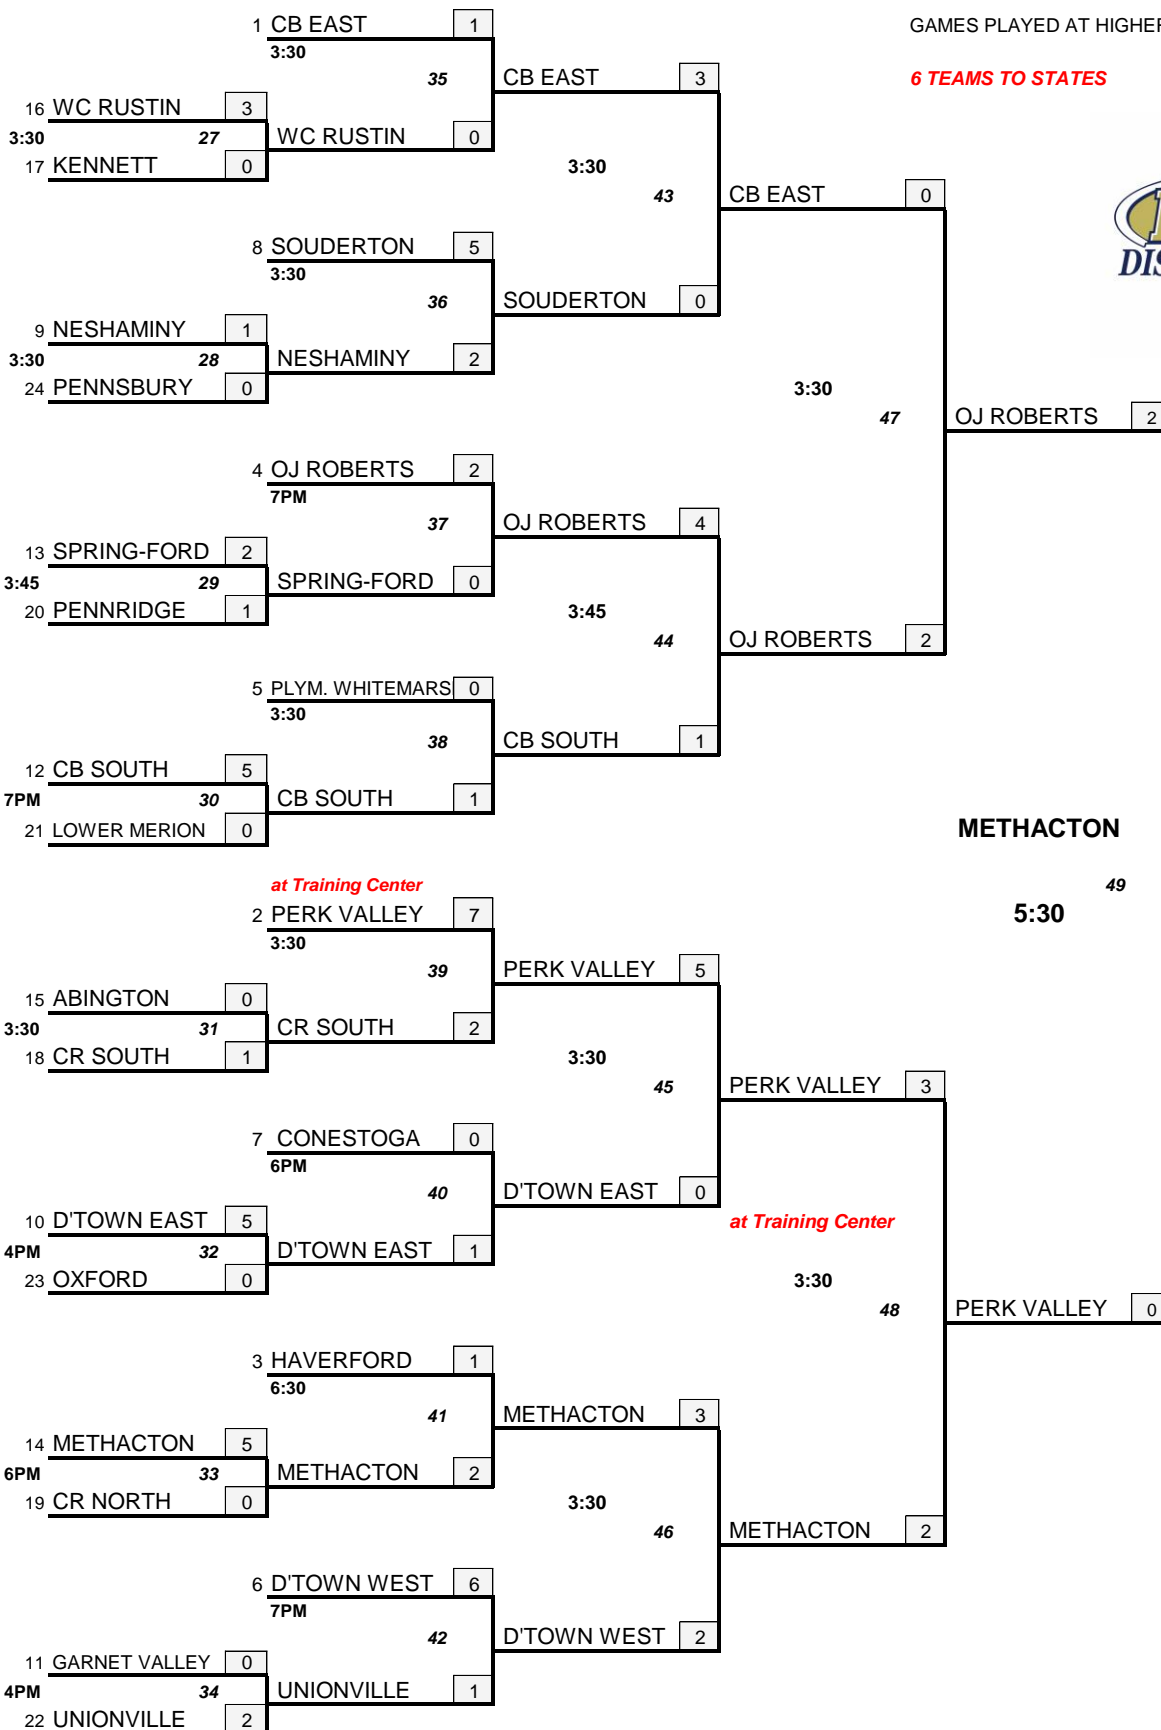 1 CB EAST 1
GAMES PLAYED AT HIGHER
3:30
35 CB EAST 3
6 TEAMS TO STATES
16 WC RUSTIN 3
3:30 27 WC RUSTIN 0
17 KENNETT 0
3:30
43 CB EAST 0
8 SOUDERTON 5
3:30
36 SOUDERTON 0
9 NESHAMINY 1
3:30 28 NESHAMINY 2
24 PENNSBURY 0
3:30
47 OJ ROBERTS 2
4 OJ ROBERTS 2
7PM
37 OJ ROBERTS 4
13 SPRING-FORD 2
3:45 29 SPRING-FORD 0
20 PENNRIDGE 1
3:45
44 OJ ROBERTS 2
5 PLYM. WHITEMARS 0
3:30
38 CB SOUTH 1
12 CB SOUTH 5
7PM 30 CB SOUTH 1
21 LOWER MERION 0
METHACTON
at Training Center
49
2 PERK VALLEY 7
5:30
3:30
39 PERK VALLEY 5
15 ABINGTON 0
3:30 31 CR SOUTH 2
18 CR SOUTH 1
3:30
45 PERK VALLEY 3
7 CONESTOGA 0
6PM
40 D'TOWN EAST 0
10 D'TOWN EAST 5
at Training Center
4PM 32 D'TOWN EAST 1
23 OXFORD 0
3:30
48 PERK VALLEY 0
3 HAVERFORD 1
6:30
41 METHACTON 3
14 METHACTON 5
6PM 33 METHACTON 2
19 CR NORTH 0
3:30
46 METHACTON 2
6 D'TOWN WEST 6
7PM
42 D'TOWN WEST 2
11 GARNET VALLEY 0
4PM 34 UNIONVILLE 1
22 UNIONVILLE 2